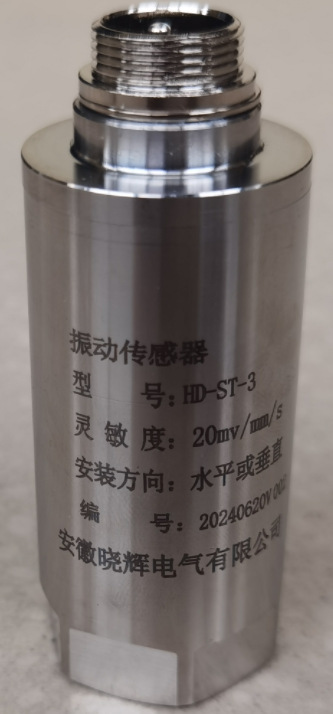 振动传感器
型 号: HD-ST-3
灵 敏 度: 20mv/mm/s
安装方向: 水平或垂直
编 号: 20240620V002
安徽晓辉电气有限公司